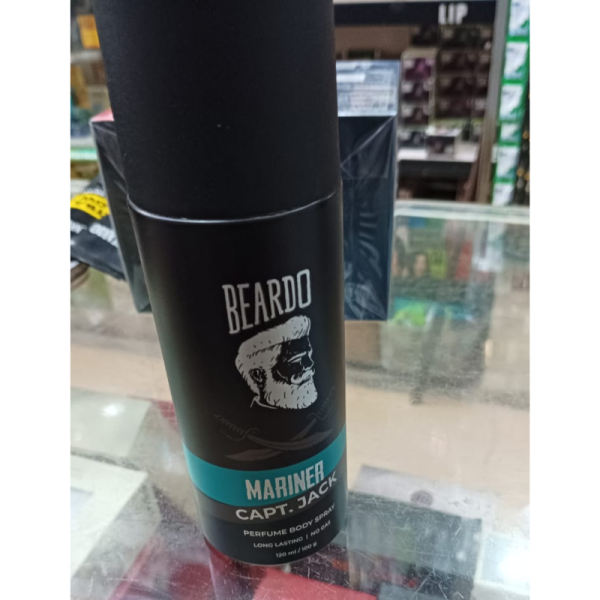 LIP
BEARDO
MARINER
CAPT. JACK
PERFUME BODY SPRAY
LONG LASTING | NO GAS
120 ml / 100 g